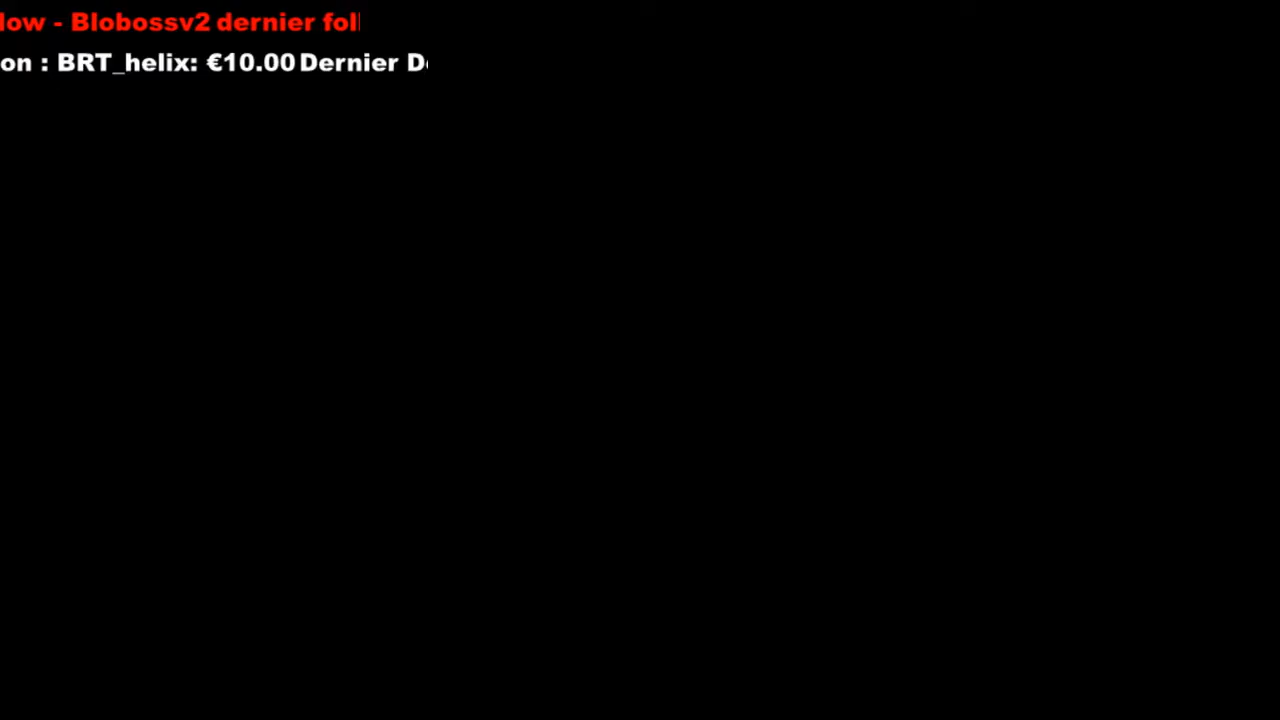 low - Blobossv2 dernier fol
on : BRT_helix: €10.00 Dernier D